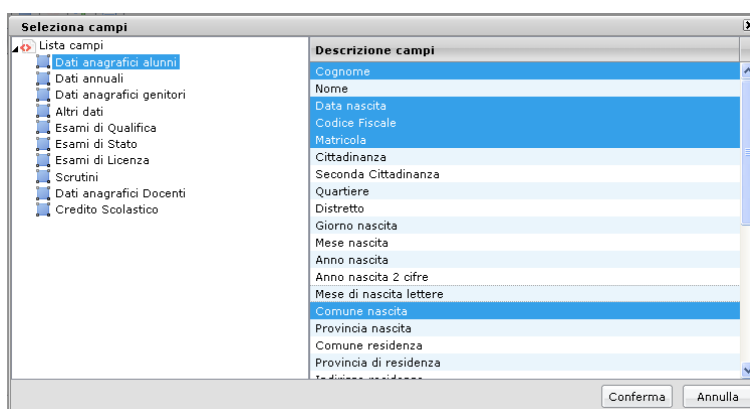 Seleziona campi
Lista campi
Dati anagrafici alunni
Dati annuali
Dati anagrafici genitori
Altri dati
Esami di Qualifica
Esami di Stato
Esami di Licenza
Scrutini
Dati anagrafici Docenti
Credito Scolastico
Descrizione campi
Cognome
Nome
Data nascita
Codice Fiscale
Matricola
Cittadinanza
Seconda Cittadinanza
Quartiere
Distretto
Giorno nascita
Mese nascita
Anno nascita
Anno nascita 2 cifre
Mese di nascita lettere
Comune nascita
Provincia nascita
Comune residenza
Provincia di residenza
Indirizzo residenza
Conferma
Annulla